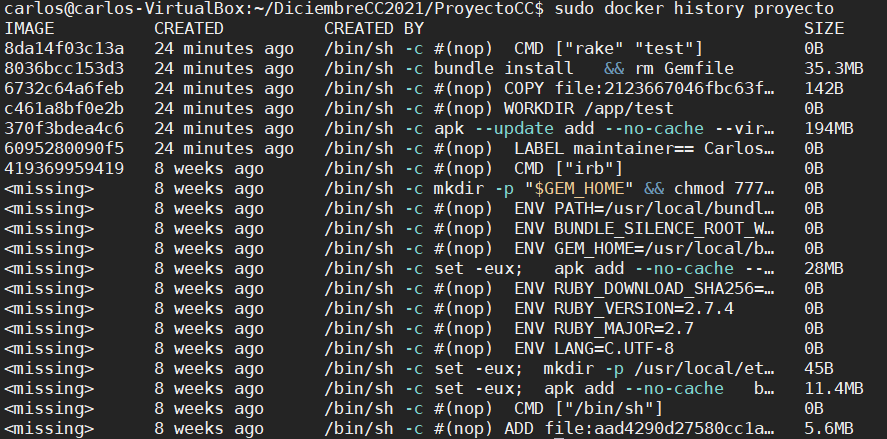 carlos@carlos-VirtualBox:~/DiciembreCC2021/ProyectoCC$ sudo docker history proyecto
IMAGE CREATED CREATED BY SIZE
8da14f03c13a 24 minutes ago /bin/sh -c #(nop) CMD ["rake" "test"] 0B
8036bcc153d3 24 minutes ago /bin/sh -c bundle install && rm Gemfile 35.3MB
6732c64a6feb 24 minutes ago /bin/sh -c #(nop) COPY file:2123667046fbc63f… 142B
c461a8bf0e2b 24 minutes ago /bin/sh -c #(nop) WORKDIR /app/test 0B
370f3bdea4c6 24 minutes ago /bin/sh -c apk --update add --no-cache --vir… 194MB
6095280090f5 24 minutes ago /bin/sh -c #(nop) LABEL maintainer== Carlos… 0B
419369959419 8 weeks ago /bin/sh -c #(nop) CMD ["irb"] 0B
<missing> 8 weeks ago /bin/sh -c mkdir -p "$GEM_HOME" && chmod 777… 0B
<missing> 8 weeks ago /bin/sh -c #(nop) ENV PATH=/usr/local/bundl… 0B
<missing> 8 weeks ago /bin/sh -c #(nop) ENV BUNDLE_SILENCE_ROOT_W… 0B
<missing> 8 weeks ago /bin/sh -c #(nop) ENV GEM_HOME=/usr/local/b… 0B
<missing> 8 weeks ago /bin/sh -c set -eux; apk add --no-cache --… 28MB
<missing> 8 weeks ago /bin/sh -c #(nop) ENV RUBY_DOWNLOAD_SHA256=… 0B
<missing> 8 weeks ago /bin/sh -c #(nop) ENV RUBY_VERSION=2.7.4 0B
<missing> 8 weeks ago /bin/sh -c #(nop) ENV RUBY_MAJOR=2.7 0B
<missing> 8 weeks ago /bin/sh -c #(nop) ENV LANG=C.UTF-8 0B
<missing> 8 weeks ago /bin/sh -c set -eux; mkdir -p /usr/local/et… 45B
<missing> 8 weeks ago /bin/sh -c set -eux; apk add --no-cache b… 11.4MB
<missing> 8 weeks ago /bin/sh -c #(nop) CMD ["/bin/sh"] 0B
<missing> 8 weeks ago /bin/sh -c #(nop) ADD file:aad4290d27580cc1a… 5.6MB